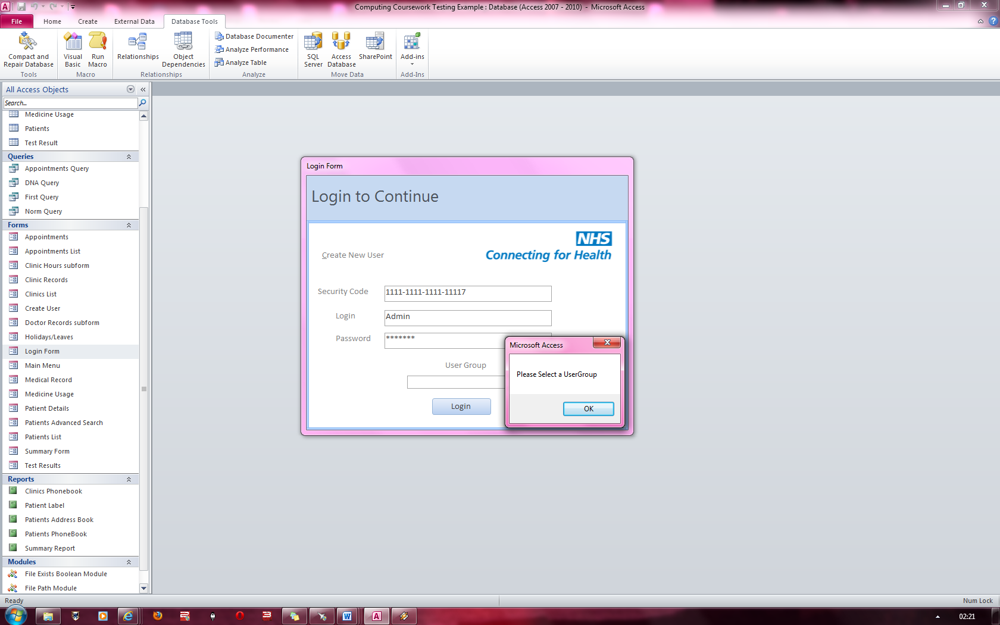 Computing Coursework Testing Example : Database (Access 2007 - 2010) - Microsoft Access
File Home Create External Data Database Tools
Compact and Repair Database
Visual Basic
Run Macro
Relationships
Object Dependencies
Database Documenter
Analyze Performance
Analyze Table
SQL Server
Access Database
SharePoint
Add-ins
Tools Macro Relationships Analyze Move Data Add-Ins
All Access Objects
Search...
Medicine Usage
Patients
Test Result
Queries
Appointments Query
DNA Query
First Query
Norm Query
Forms
Appointments
Appointments List
Clinic Hours subform
Clinic Records
Clinics List
Create User
Doctor Records subform
Holidays/Leaves
Login Form
Main Menu
Medical Record
Medicine Usage
Patient Details
Patients Advanced Search
Patients List
Summary Form
Test Results
Reports
Clinics Phonebook
Patient Label
Patients Address Book
Patients PhoneBook
Summary Report
Modules
File Exists Boolean Module
File Path Module
Login Form
Login to Continue
NHS
Connecting for Health
Create New User
Security Code 1111-1111-1111-11117
Login Admin
Password *******
User Group
Login
Microsoft Access
Please Select a UserGroup
OK
Ready Num Lock
02:21